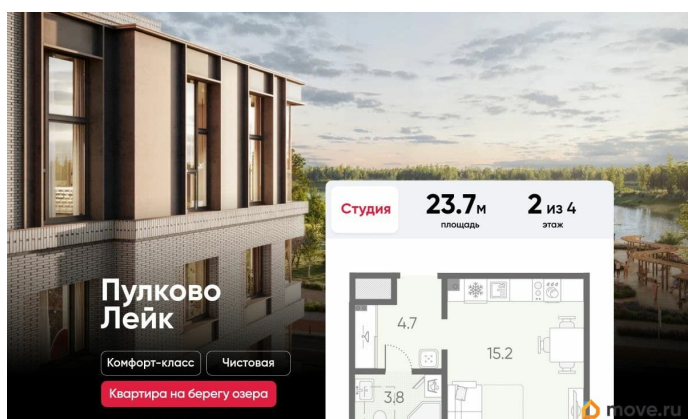 Студия
23.7м
площадь
2 из 4
этаж
Пулково
Лейк
4.7
15.2
3.8
Комфорт-класс
Чистовая
Квартира на берегу озера
move.ru